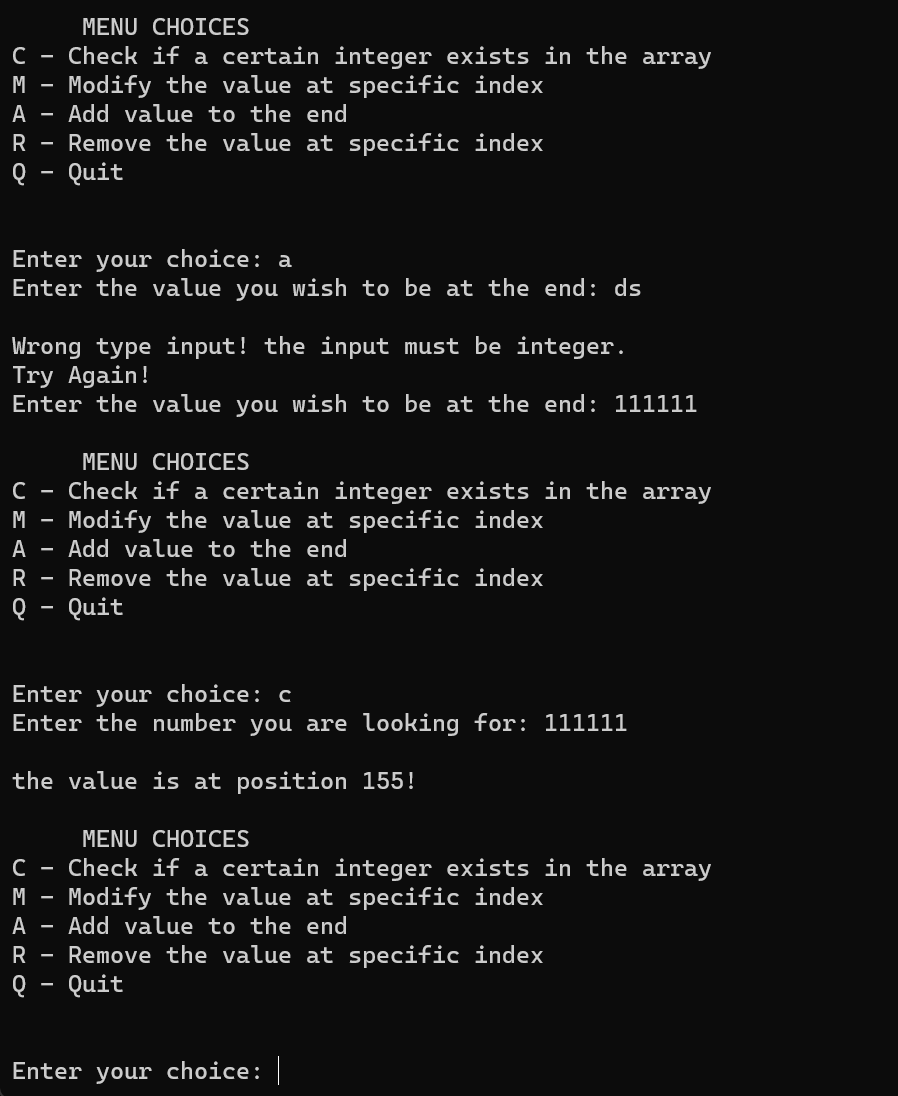 MENU CHOICES
C - Check if a certain integer exists in the array
M - Modify the value at specific index
A - Add value to the end
R - Remove the value at specific index
Q - Quit
Enter your choice: a
Enter the value you wish to be at the end: ds
Wrong type input! the input must be integer.
Try Again!
Enter the value you wish to be at the end: 111111
MENU CHOICES
C - Check if a certain integer exists in the array
M - Modify the value at specific index
A - Add value to the end
R - Remove the value at specific index
Q - Quit
Enter your choice: c
Enter the number you are looking for: 111111
the value is at position 155!
MENU CHOICES
C - Check if a certain integer exists in the array
M - Modify the value at specific index
A - Add value to the end
R - Remove the value at specific index
Q - Quit
Enter your choice: